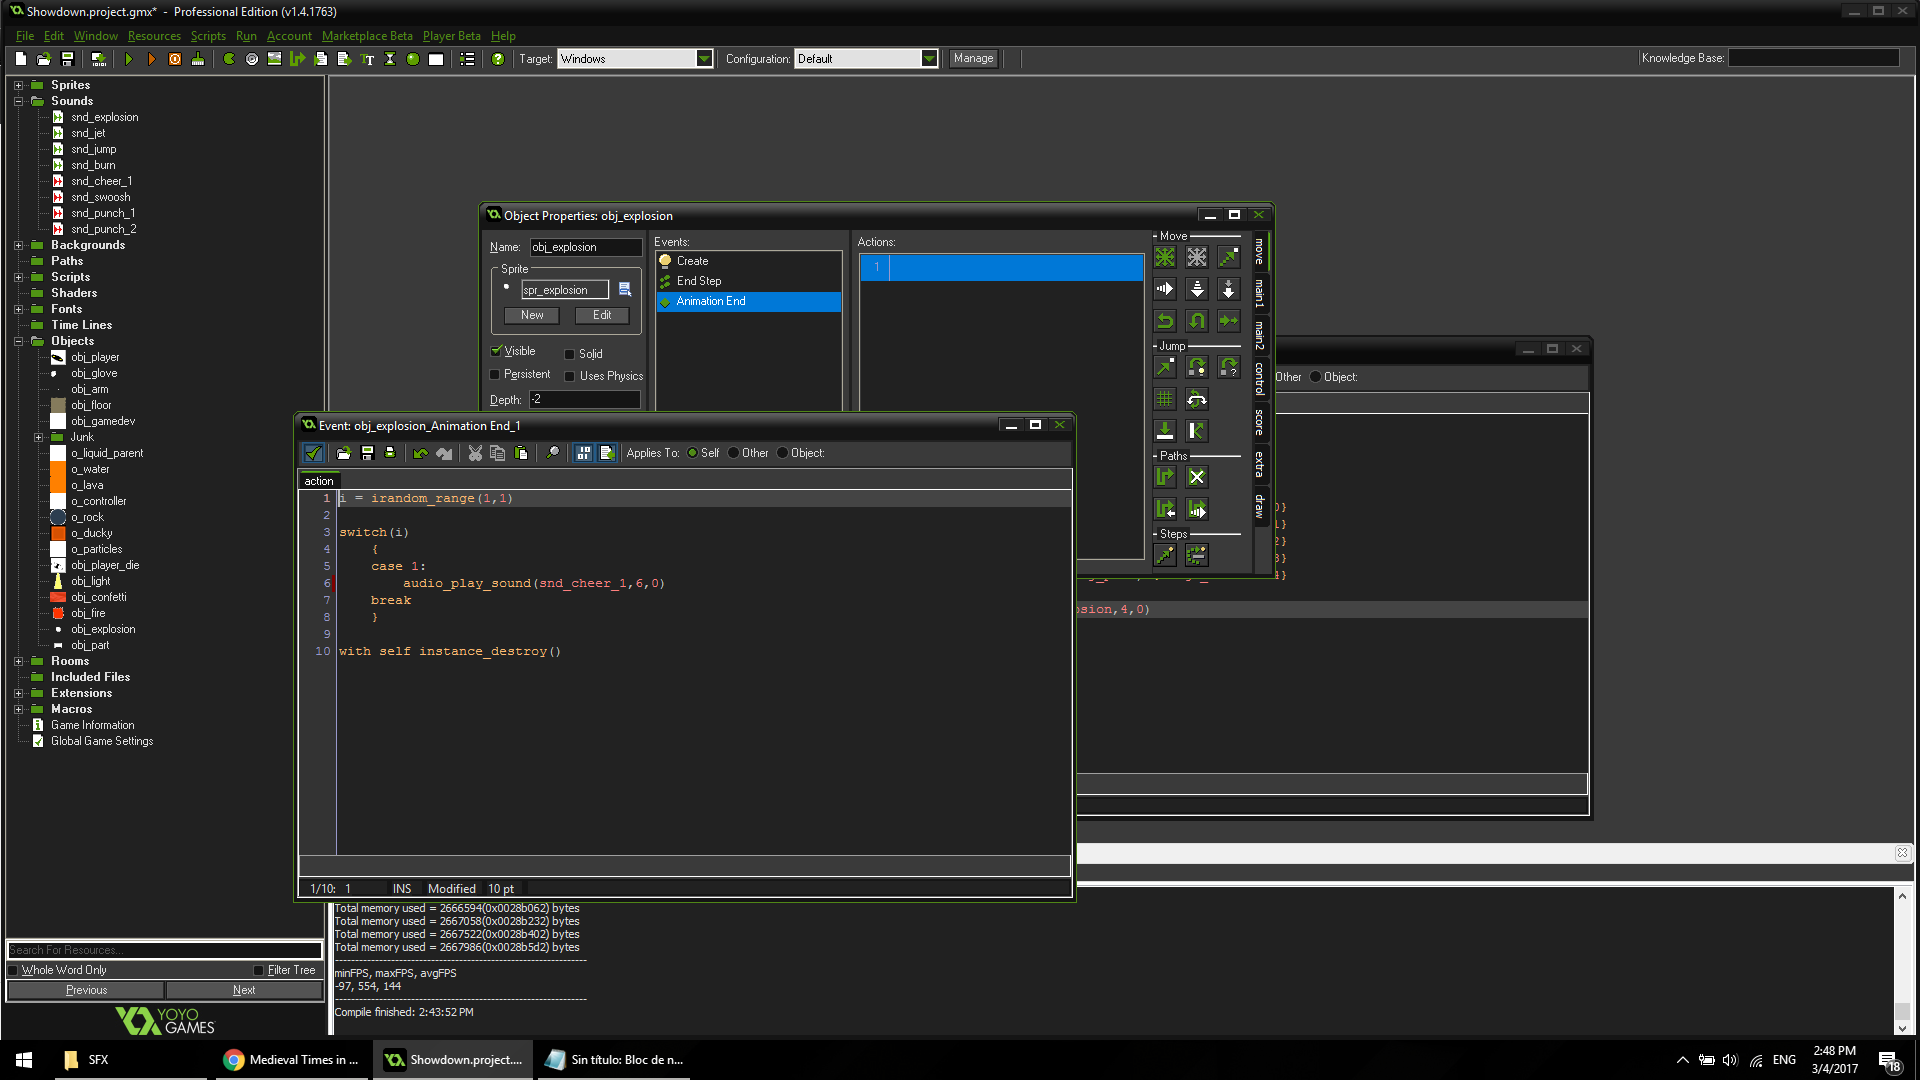 Showdown.project.gmx* - Professional Edition (v1.4.1763)
File Edit Window Resources Scripts Run Account Marketplace Beta Player Beta Help
Target: Windows Configuration: Default Manage Knowledge Base:
Sprites
Sounds
snd_explosion
snd_jet
snd_jump
snd_burn
snd_cheer_1
snd_swoosh
snd_punch_1
snd_punch_2
Backgrounds
Paths
Scripts
Shaders
Fonts
Time Lines
Objects
obj_player
obj_glove
obj_arm
obj_floor
obj_gamedev
Junk
o_liquid_parent
o_water
o_lava
o_controller
o_rock
o_ducky
o_particles
obj_player_die
obj_light
obj_confetti
obj_fire
obj_explosion
obj_part
Rooms
Included Files
Extensions
Macros
Game Information
Global Game Settings
Search For Resources...
Whole Word Only Filter Tree
Previous Next
YOYO
GAMES
Object Properties: obj_explosion
Name: obj_explosion
Sprite
spr_explosion
New Edit
Visible Solid
Persistent Uses Physics
Depth: -2
Events:
Create
End Step
Animation End
Actions:
1
Move
Jump
Paths
Steps
move
main1
main2
control
score
extra
draw
Other Object:
0}
1}
2}
3}
4}
osion,4,0)
Event: obj_explosion_Animation End_1
Applies To: Self Other Object:
action
1 i = irandom_range(1,1)
2
3 switch(i)
4 {
5 case 1:
6 audio_play_sound(snd_cheer_1,6,0)
7 break
8 }
9
10 with self instance_destroy()
1/10: 1 INS Modified 10 pt
Total memory used = 2666594(0x0028b062) bytes
Total memory used = 2667058(0x0028b232) bytes
Total memory used = 2667522(0x0028b402) bytes
Total memory used = 2667986(0x0028b5d2) bytes
minFPS, maxFPS, avgFPS
-97, 554, 144
Compile finished: 2:43:52 PM
SFX
Medieval Times in ...
Showdown.project....
Sin título: Bloc de n...
ENG
2:48 PM
3/4/2017
18